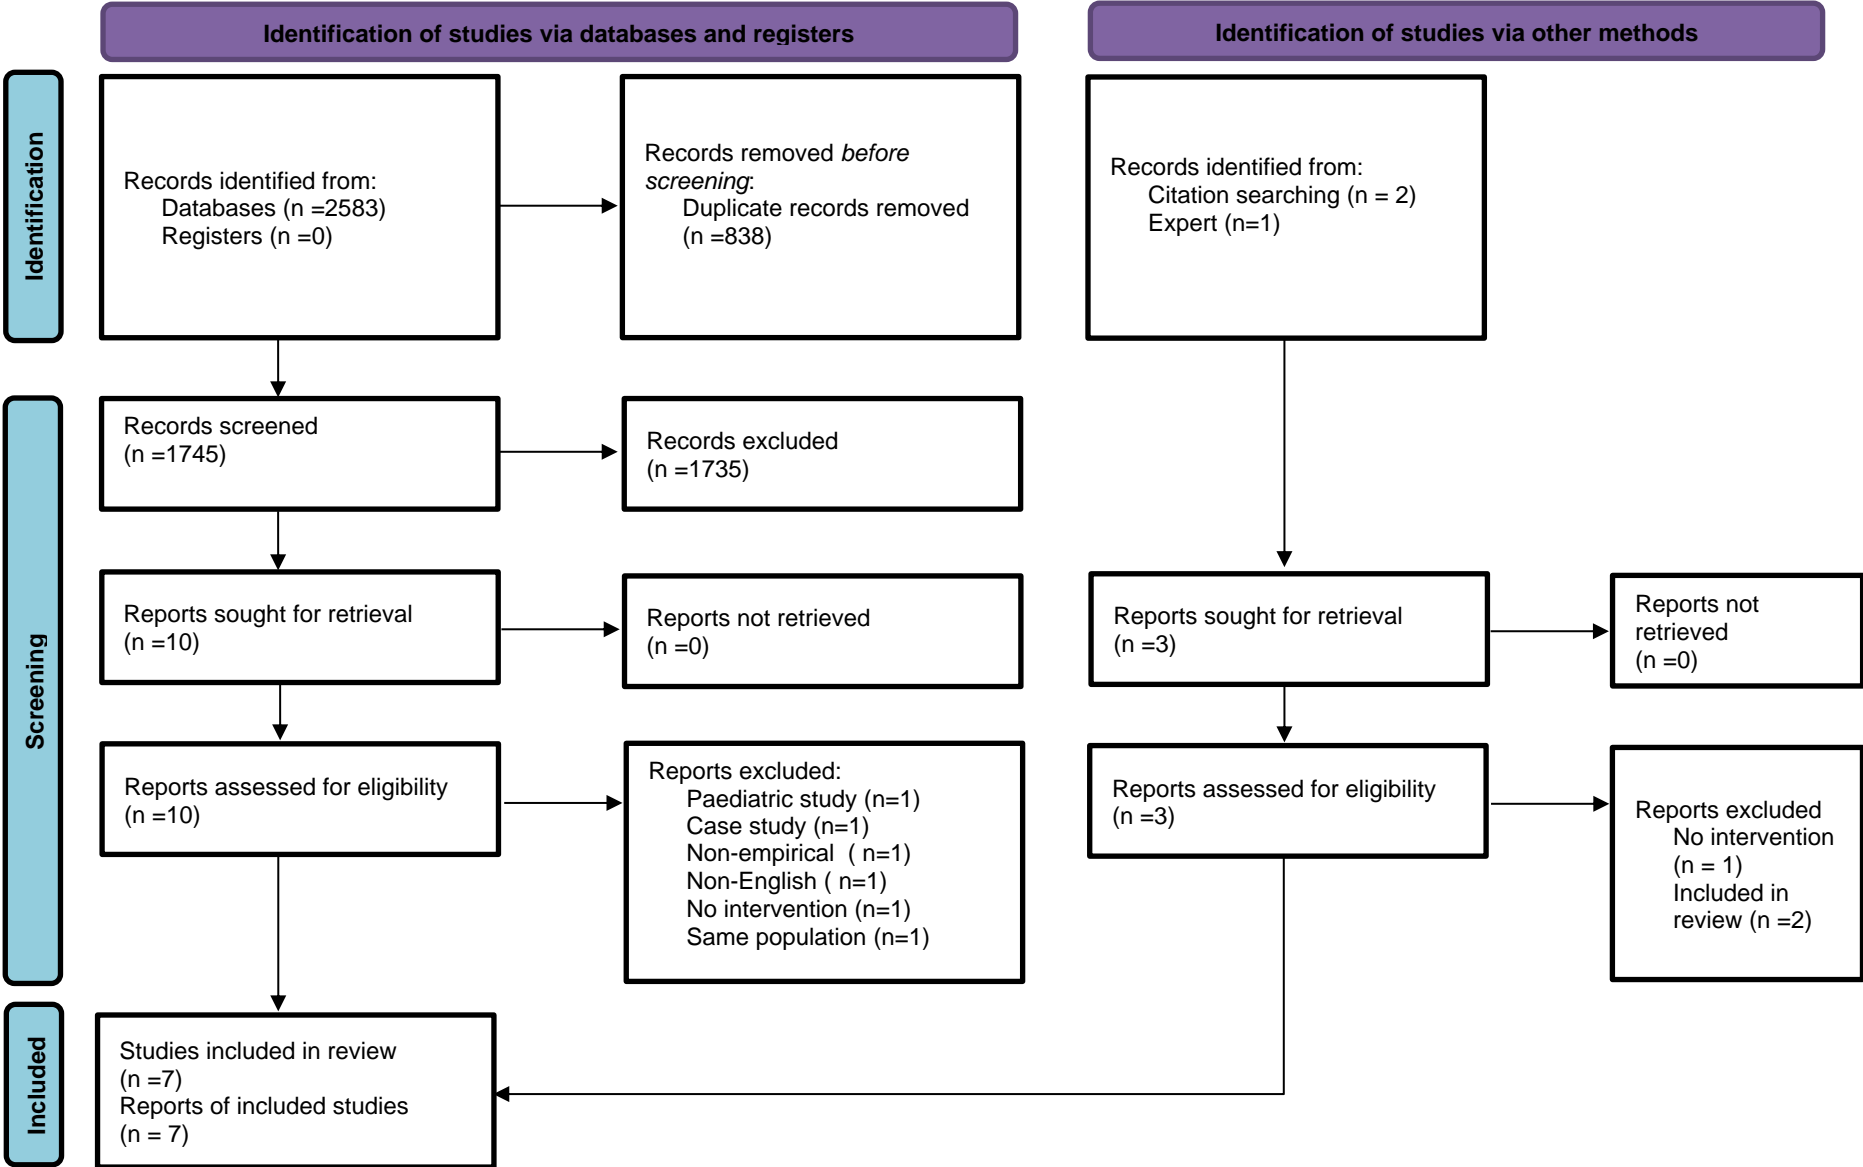 Identification of studies via databases and registers
Identification of studies via other methods
Identification
Records identified from:
Databases (n =2583)
Registers (n =0)
Records removed before
screening:
Duplicate records removed
(n =838)
Records identified from:
Citation searching (n = 2)
Expert (n=1)
Screening
Records screened
(n =1745)
Records excluded
(n =1735)
Reports sought for retrieval
(n =10)
Reports not retrieved
(n =0)
Reports sought for retrieval
(n =3)
Reports not
retrieved
(n =0)
Reports assessed for eligibility
(n =10)
Reports excluded:
Paediatric study (n=1)
Case study (n=1)
Non-empirical  ( n=1)
Non-English ( n=1)
No intervention (n=1)
Same population (n=1)
Reports assessed for eligibility
(n =3)
Reports excluded
No intervention
(n = 1)
Included in
review (n =2)
Included
Studies included in review
(n =7)
Reports of included studies
(n = 7)